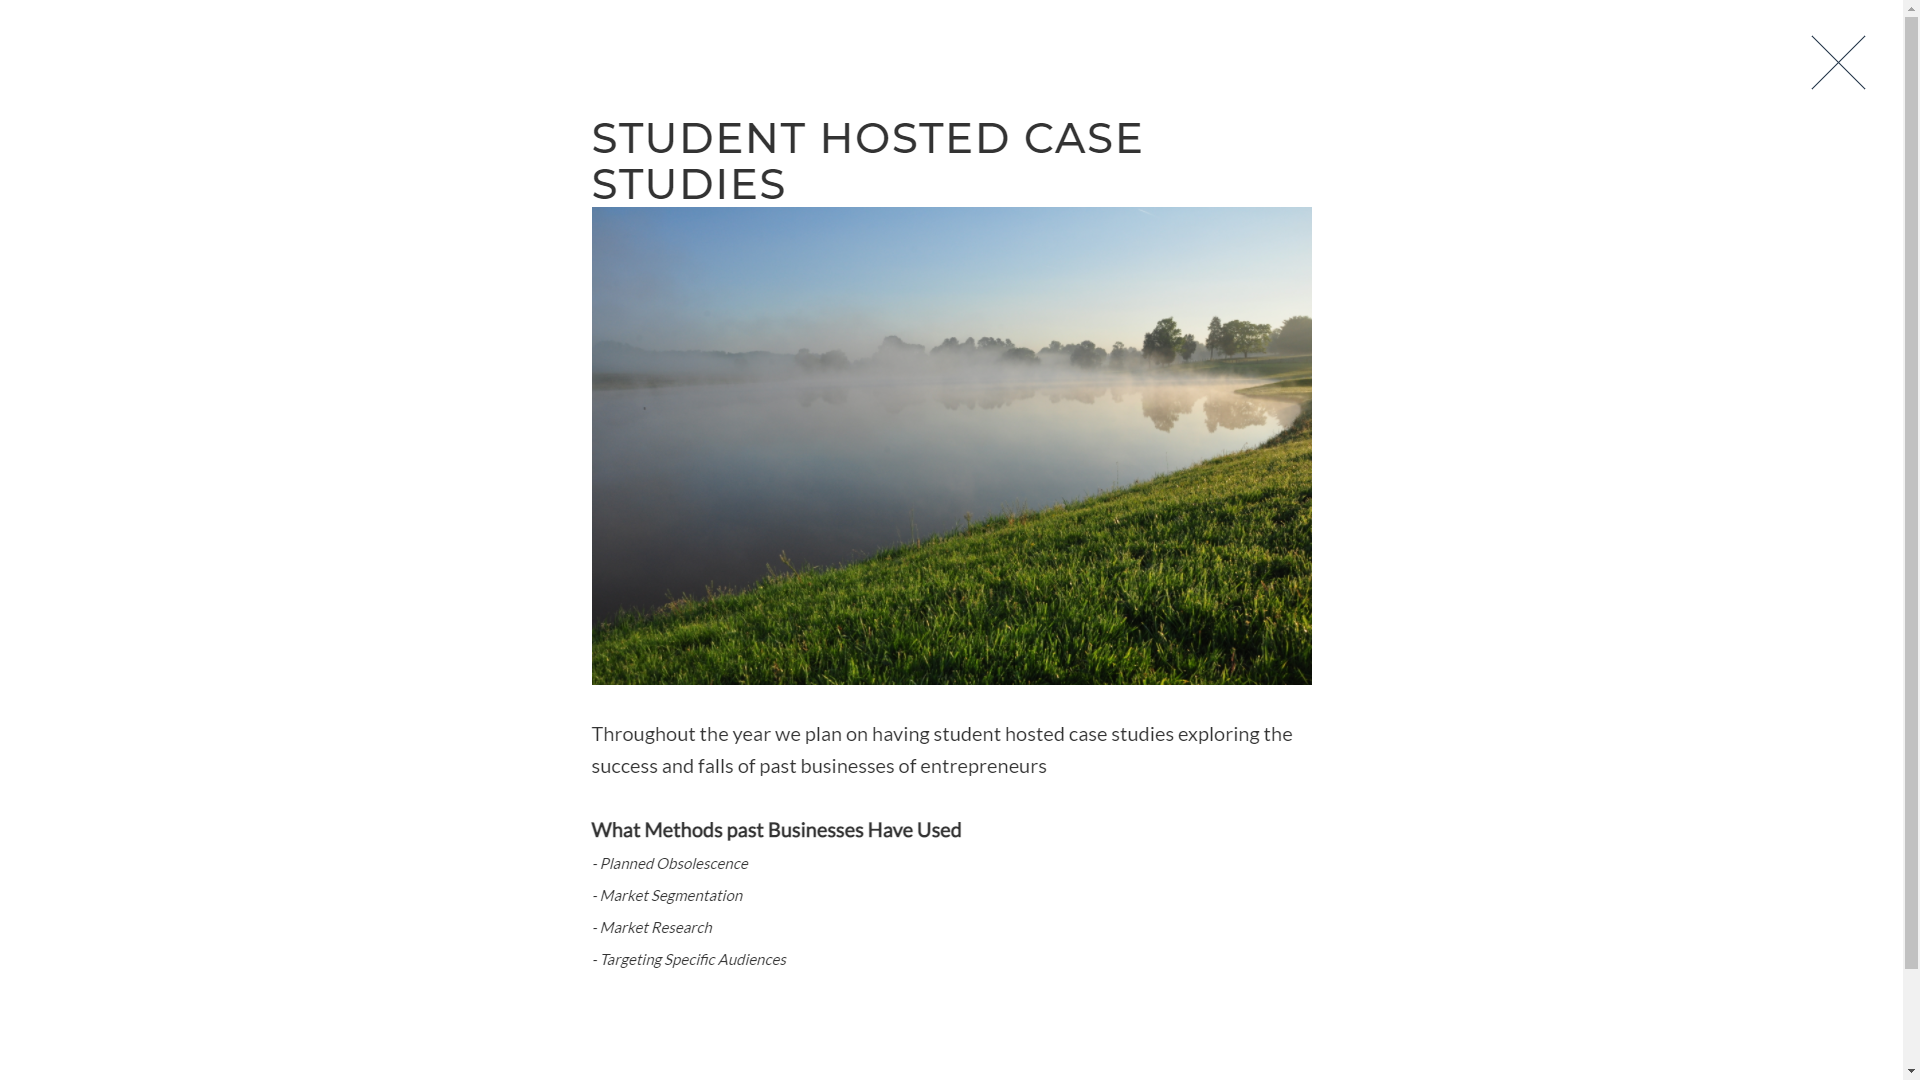 STUDENT HOSTED CASE
STUDIES
Throughout the year we plan on having student hosted case studies exploring the
success and falls of past businesses of entrepreneurs
What Methods past Businesses Have Used
- Planned Obsolescence
- Market Segmentation
- Market Research
- Targeting Specific Audiences